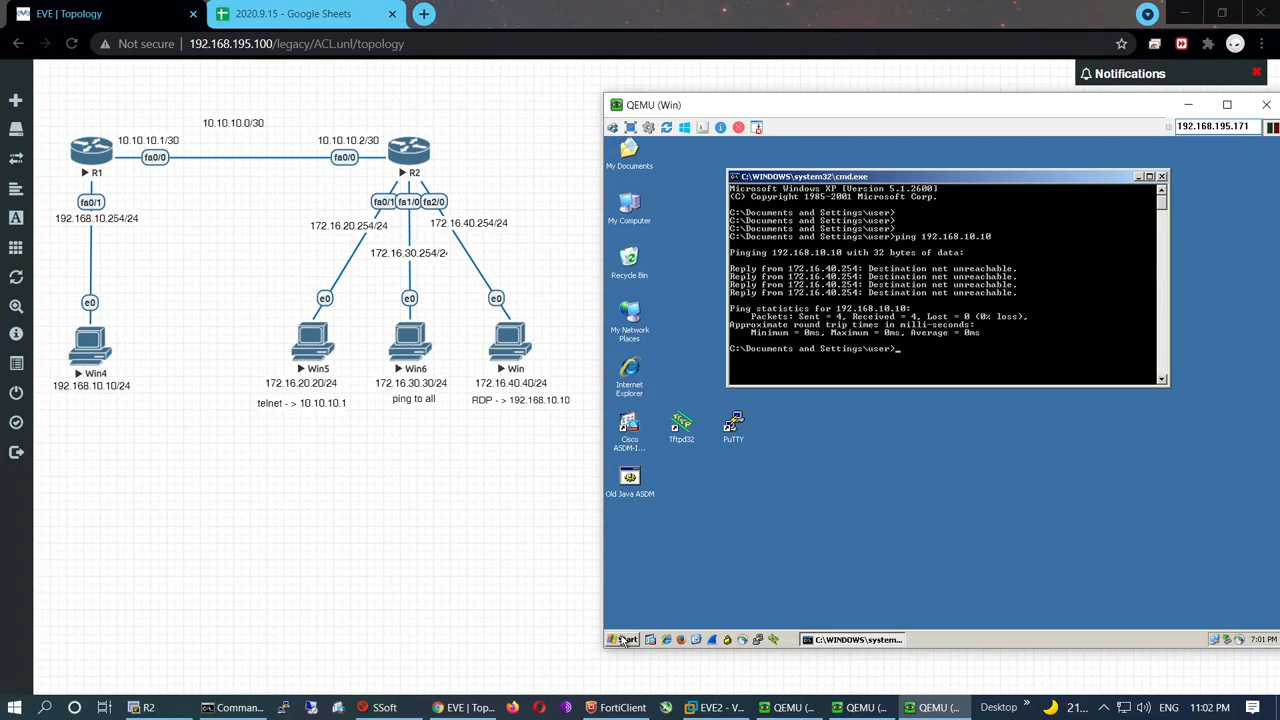 EVE | Topology
2020.9.15 - Google Sheets
Not secure
192.168.195.100/legacy/ACL.unl/topology
Notifications
QEMU (Win)
192.168.195.171
10.10.10.0/30
10.10.10.1/30
10.10.10.2/30
fa0/0
fa0/0
R1
R2
fa0/1
fa0/1
fa1/0
fa2/0
192.168.10.254/24
172.16.20.254/24
172.16.40.254/24
172.16.30.254/24
e0
e0
e0
e0
Win4
Win5
Win6
Win
192.168.10.10/24
172.16.20.20/24
172.16.30.30/24
172.16.40.40/24
telnet - > 10.10.10.1
ping to all
RDP - > 192.168.10.10
My Documents
My Computer
Recycle Bin
My Network
Places
Internet
Explorer
Cisco
ASDM-I...
Tftpd32
PuTTY
Old Java ASDM
C:\WINDOWS\system32\cmd.exe
Microsoft Windows XP [Version 5.1.2600]
(C) Copyright 1985-2001 Microsoft Corp.
C:\Documents and Settings\user>
C:\Documents and Settings\user>
C:\Documents and Settings\user>
C:\Documents and Settings\user>ping 192.168.10.10
Pinging 192.168.10.10 with 32 bytes of data:
Reply from 172.16.40.254: Destination net unreachable.
Reply from 172.16.40.254: Destination net unreachable.
Reply from 172.16.40.254: Destination net unreachable.
Reply from 172.16.40.254: Destination net unreachable.
Ping statistics for 192.168.10.10:
Packets: Sent = 4, Received = 4, Lost = 0 (0% loss),
Approximate round trip times in milli-seconds:
Minimum = 0ms, Maximum = 0ms, Average = 0ms
C:\Documents and Settings\user>_
C:\WINDOWS\system...
7:01 PM
R2
Comman...
SSoft
EVE | Top...
FortiClient
EVE2 - V...
QEMU (...
QEMU (...
QEMU (...
Desktop
21...
11:02 PM